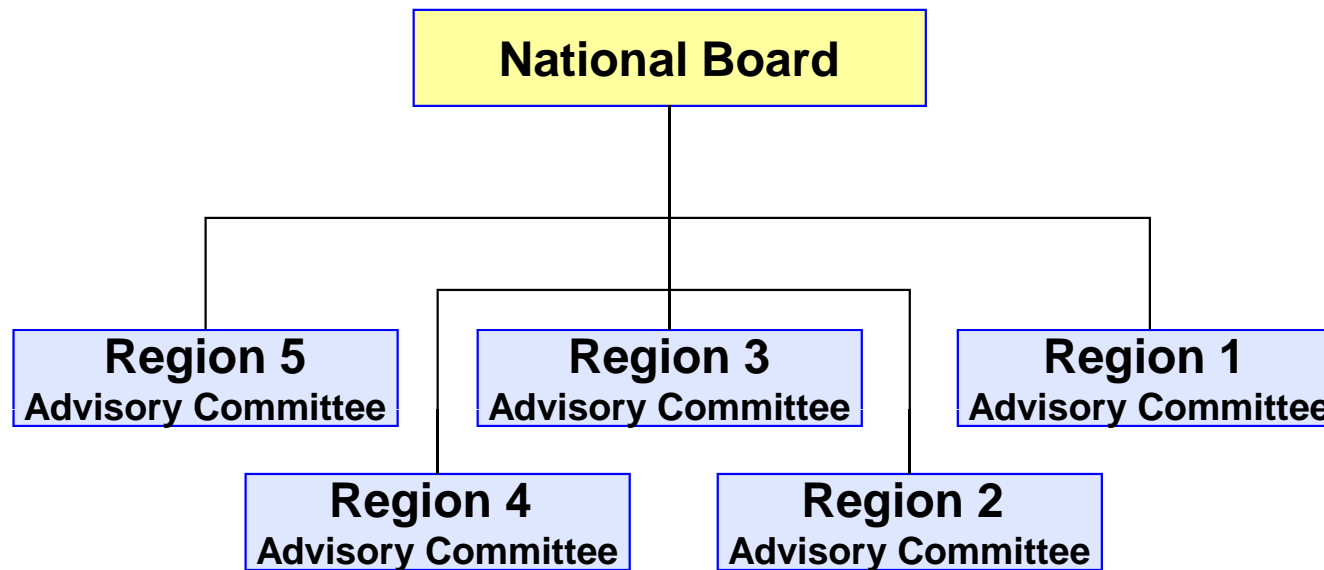 National Board
Region 5
Advisory Committee
Region 3
Advisory Committee
Region 1
Advisory Committee
Region 4
Advisory Committee
Region 2
Advisory Committee